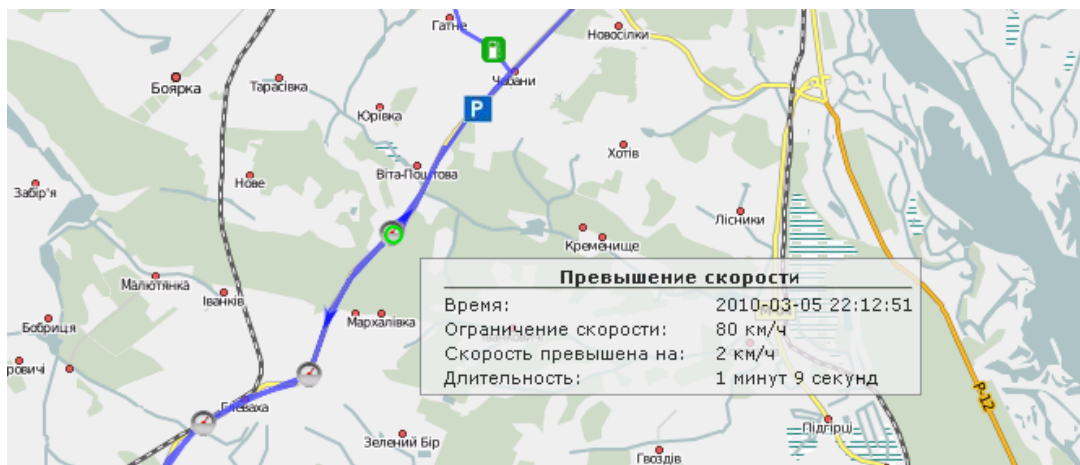 Гатне
Новосілки
Чабани
Боярка
Тарасівка
P
Юрівка
Хотів
Віта-Поштова
Нове
Забір'я
Лісники
Кременище
Превышение скорости
Малютянка
Іванків
Время: 2010-03-05 22:12:51
Мархалівка
Бобриця
Ограничение скорости: 80 км/ч
Скорость превышена на: 2 км/ч
ровичі
Длительность: 1 минут 9 секунд
Р-12
Глеваха
Підгірці
Зелений Бір
Гвоздів